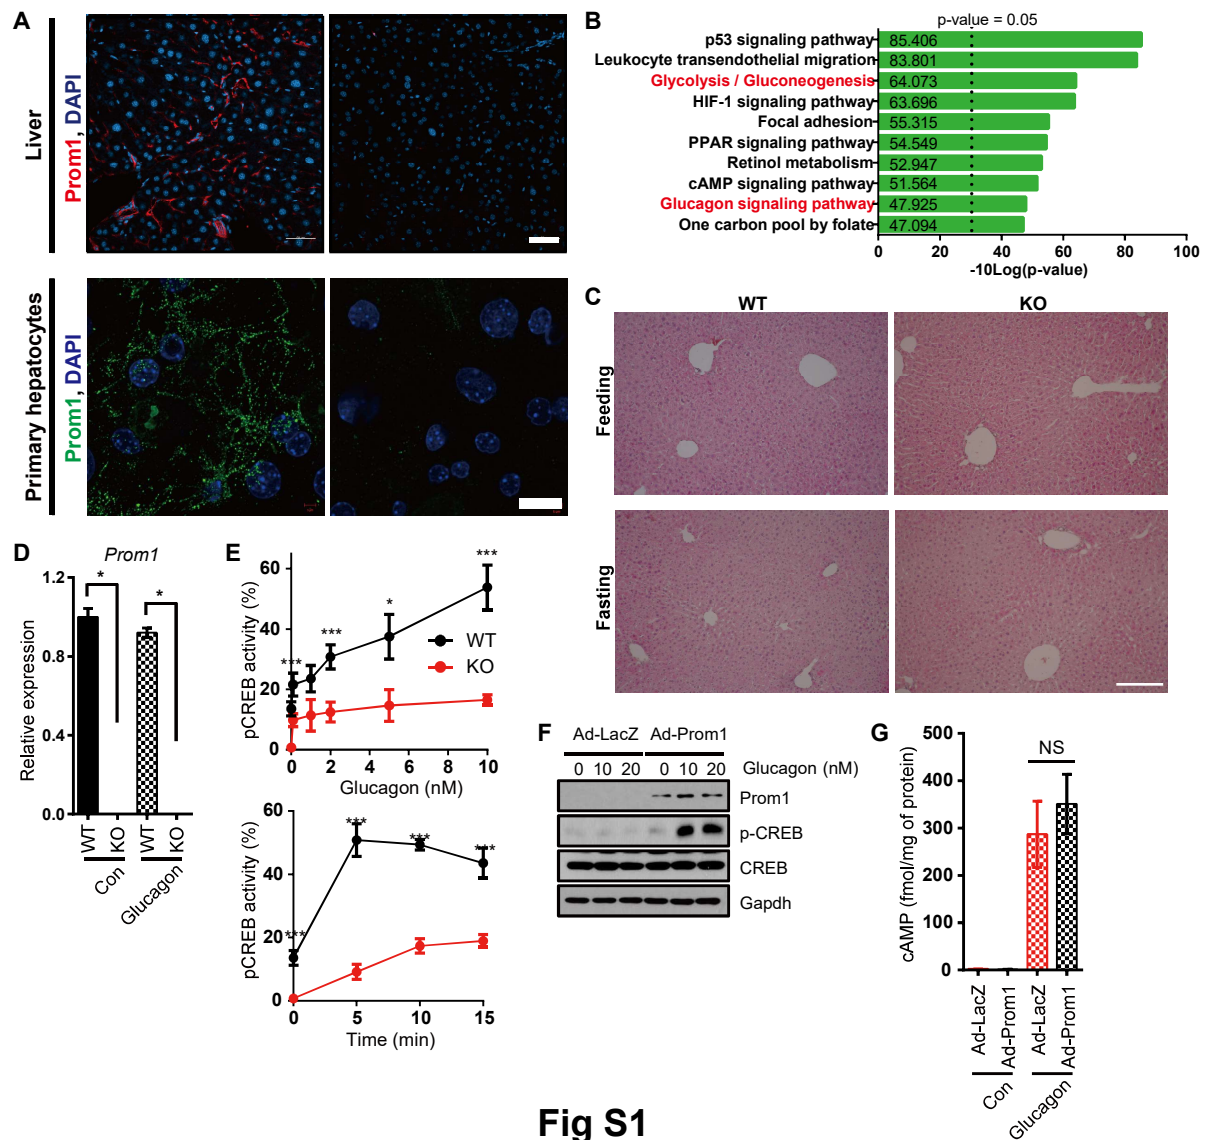 A
Liver
Prom1, DAPI
Primary hepatocytes
Prom1, DAPI
B
p-value = 0.05
p53 signaling pathway 85.406
Leukocyte transendothelial migration 83.801
Glycolysis / Gluconeogenesis 64.073
HIF-1 signaling pathway 63.696
Focal adhesion 55.315
PPAR signaling pathway 54.549
Retinol metabolism 52.947
cAMP signaling pathway 51.564
Glucagon signaling pathway 47.925
One carbon pool by folate 47.094
0 20 40 60 80 100
-10Log(p-value)
C
WT KO
Feeding
Fasting
D
Prom1
Relative expression
1.2
0.8
0.4
0.0
* *
WT KO WT KO
Con Glucagon
E
pCREB activity (%)
60
40
20
0
*** *** * ***
WT
KO
0 2 4 6 8 10
Glucagon (nM)
pCREB activity (%)
60
40
20
0
*** *** *** ***
0 5 10 15
Time (min)
F
Ad-LacZ Ad-Prom1
0 10 20 0 10 20 Glucagon (nM)
Prom1
p-CREB
CREB
Gapdh
G
cAMP (fmol/mg of protein)
500
400
300
200
100
0
NS
Ad-LacZ Ad-Prom1 Ad-LacZ Ad-Prom1
Con Glucagon
Fig S1